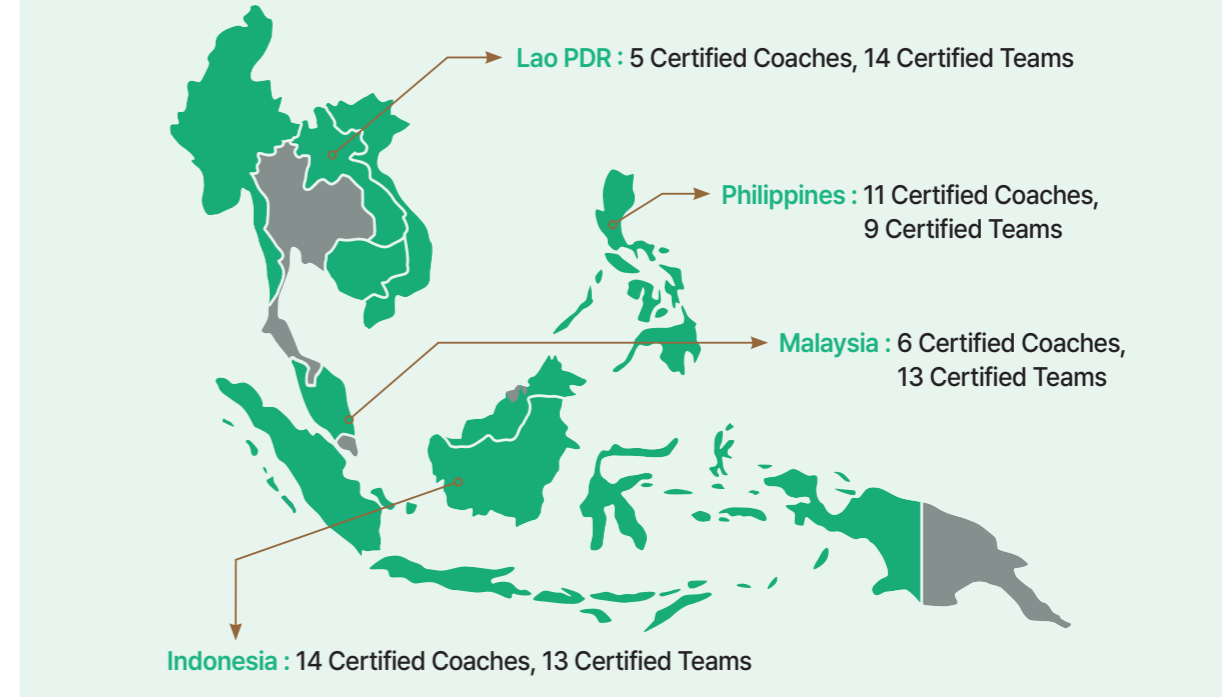 Lao PDR : 5 Certified Coaches, 14 Certified Teams
Philippines : 11 Certified Coaches,
9 Certified Teams
Malaysia : 6 Certified Coaches,
13 Certified Teams
Indonesia : 14 Certified Coaches, 13 Certified Teams